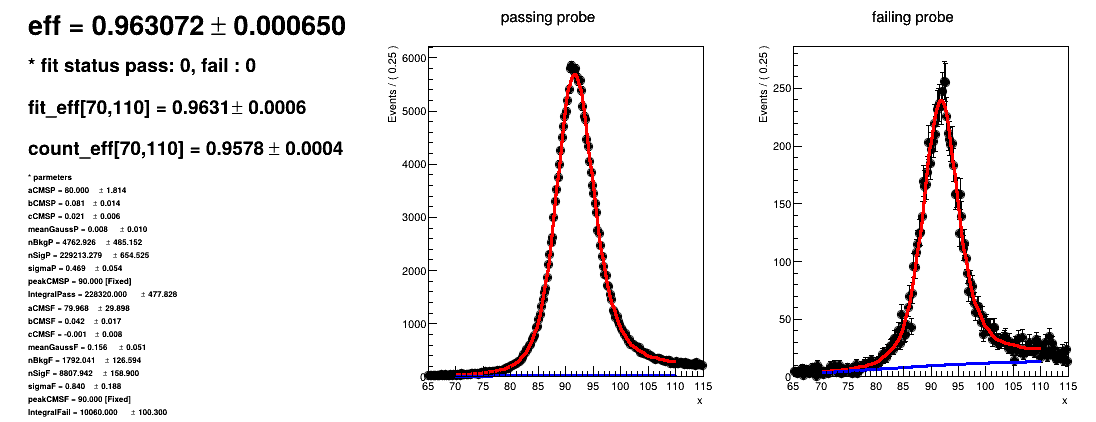 eff = 0.963072 ± 0.000650
* fit status pass: 0, fail : 0
fit_eff[70,110] = 0.9631± 0.0006
count_eff[70,110] = 0.9578 ± 0.0004
* parmeters
aCMSP = 80.000 ± 1.814
bCMSP = 0.081 ± 0.014
cCMSP = 0.021 ± 0.006
meanGaussP = 0.008 ± 0.010
nBkgP = 4762.926 ± 485.152
nSigP = 229213.279 ± 654.525
sigmaP = 0.469 ± 0.054
peakCMSP = 90.000 [Fixed]
IntegralPass = 228320.000 ± 477.828
aCMSF = 79.968 ± 29.898
bCMSF = 0.042 ± 0.017
cCMSF = -0.001 ± 0.008
meanGaussF = 0.156 ± 0.051
nBkgF = 1792.041 ± 126.594
nSigF = 8807.942 ± 158.900
sigmaF = 0.840 ± 0.188
peakCMSF = 90.000 [Fixed]
IntegralFail = 10060.000 ± 100.300
passing probe
Events / ( 0.25 )
6000
5000
4000
3000
2000
1000
0
65 70 75 80 85 90 95 100 105 110 115
x
failing probe
Events / ( 0.25 )
250
200
150
100
50
0
65 70 75 80 85 90 95 100 105 110 115
x